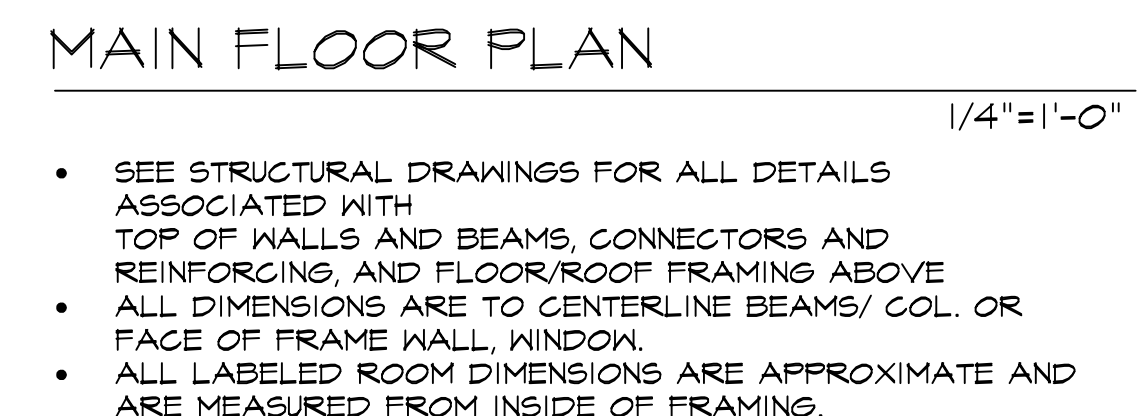 MAIN FLOOR PLAN
1/4"=1'-0"
• SEE STRUCTURAL DRAWINGS FOR ALL DETAILS
ASSOCIATED WITH
TOP OF WALLS AND BEAMS, CONNECTORS AND
REINFORCING, AND FLOOR/ROOF FRAMING ABOVE
• ALL DIMENSIONS ARE TO CENTERLINE BEAMS/ COL. OR
FACE OF FRAME WALL, WINDOW.
• ALL LABELED ROOM DIMENSIONS ARE APPROXIMATE AND
ARE MEASURED FROM INSIDE OF FRAMING.